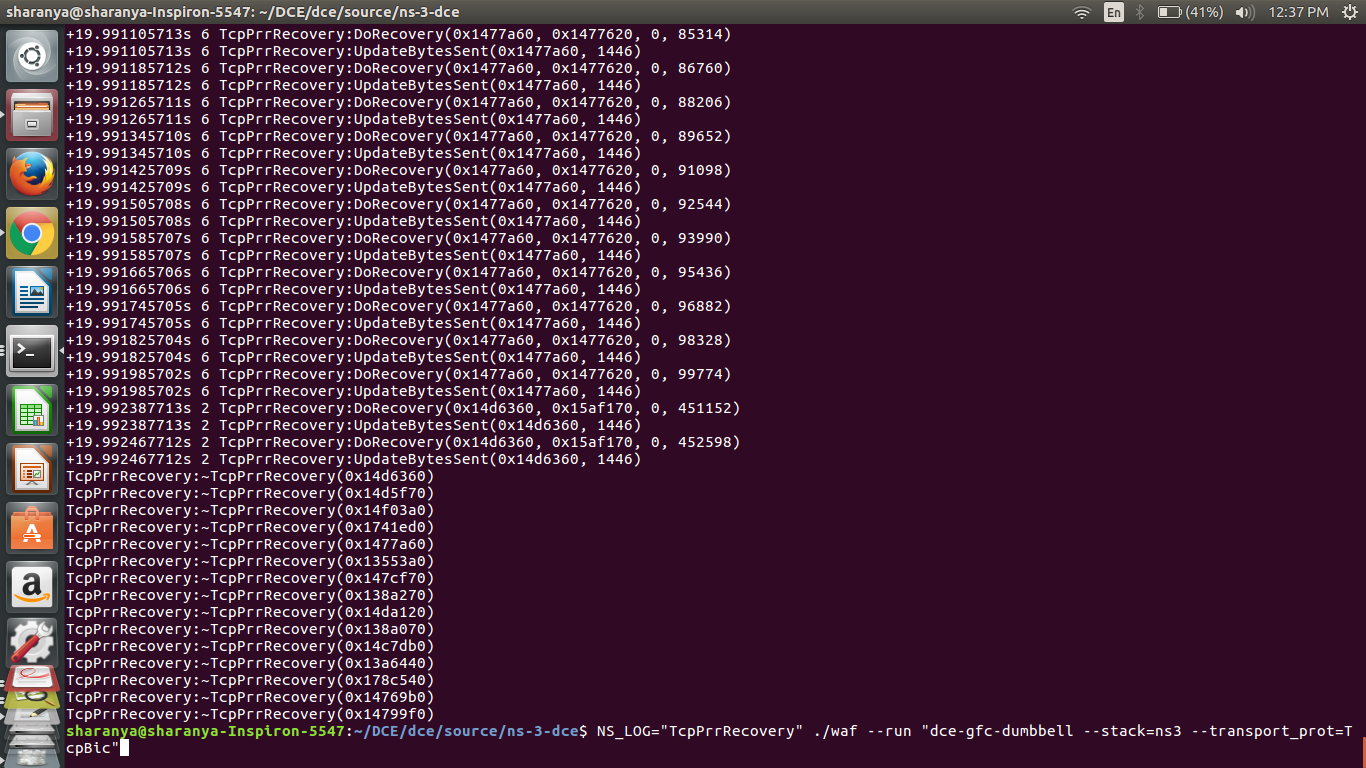 sharanya@sharanya-Inspiron-5547: ~/DCE/dce/source/ns-3-dce
En
(41%)
12:37 PM
+19.991105713s 6 TcpPrrRecovery:DoRecovery(0x1477a60, 0x1477620, 0, 85314)
+19.991105713s 6 TcpPrrRecovery:UpdateBytesSent(0x1477a60, 1446)
+19.991185712s 6 TcpPrrRecovery:DoRecovery(0x1477a60, 0x1477620, 0, 86760)
+19.991185712s 6 TcpPrrRecovery:UpdateBytesSent(0x1477a60, 1446)
+19.991265711s 6 TcpPrrRecovery:DoRecovery(0x1477a60, 0x1477620, 0, 88206)
+19.991265711s 6 TcpPrrRecovery:UpdateBytesSent(0x1477a60, 1446)
+19.991345710s 6 TcpPrrRecovery:DoRecovery(0x1477a60, 0x1477620, 0, 89652)
+19.991345710s 6 TcpPrrRecovery:UpdateBytesSent(0x1477a60, 1446)
+19.991425709s 6 TcpPrrRecovery:DoRecovery(0x1477a60, 0x1477620, 0, 91098)
+19.991425709s 6 TcpPrrRecovery:UpdateBytesSent(0x1477a60, 1446)
+19.991505708s 6 TcpPrrRecovery:DoRecovery(0x1477a60, 0x1477620, 0, 92544)
+19.991505708s 6 TcpPrrRecovery:UpdateBytesSent(0x1477a60, 1446)
+19.991585707s 6 TcpPrrRecovery:DoRecovery(0x1477a60, 0x1477620, 0, 93990)
+19.991585707s 6 TcpPrrRecovery:UpdateBytesSent(0x1477a60, 1446)
+19.991665706s 6 TcpPrrRecovery:DoRecovery(0x1477a60, 0x1477620, 0, 95436)
+19.991665706s 6 TcpPrrRecovery:UpdateBytesSent(0x1477a60, 1446)
+19.991745705s 6 TcpPrrRecovery:DoRecovery(0x1477a60, 0x1477620, 0, 96882)
+19.991745705s 6 TcpPrrRecovery:UpdateBytesSent(0x1477a60, 1446)
+19.991825704s 6 TcpPrrRecovery:DoRecovery(0x1477a60, 0x1477620, 0, 98328)
+19.991825704s 6 TcpPrrRecovery:UpdateBytesSent(0x1477a60, 1446)
+19.991985702s 6 TcpPrrRecovery:DoRecovery(0x1477a60, 0x1477620, 0, 99774)
+19.991985702s 6 TcpPrrRecovery:UpdateBytesSent(0x1477a60, 1446)
+19.992387713s 2 TcpPrrRecovery:DoRecovery(0x14d6360, 0x15af170, 0, 451152)
+19.992387713s 2 TcpPrrRecovery:UpdateBytesSent(0x14d6360, 1446)
+19.992467712s 2 TcpPrrRecovery:DoRecovery(0x14d6360, 0x15af170, 0, 452598)
+19.992467712s 2 TcpPrrRecovery:UpdateBytesSent(0x14d6360, 1446)
TcpPrrRecovery:~TcpPrrRecovery(0x14d6360)
TcpPrrRecovery:~TcpPrrRecovery(0x14d5f70)
TcpPrrRecovery:~TcpPrrRecovery(0x14f03a0)
TcpPrrRecovery:~TcpPrrRecovery(0x1741ed0)
TcpPrrRecovery:~TcpPrrRecovery(0x1477a60)
TcpPrrRecovery:~TcpPrrRecovery(0x13553a0)
TcpPrrRecovery:~TcpPrrRecovery(0x147cf70)
TcpPrrRecovery:~TcpPrrRecovery(0x138a270)
TcpPrrRecovery:~TcpPrrRecovery(0x14da120)
TcpPrrRecovery:~TcpPrrRecovery(0x138a070)
TcpPrrRecovery:~TcpPrrRecovery(0x14c7db0)
TcpPrrRecovery:~TcpPrrRecovery(0x13a6440)
TcpPrrRecovery:~TcpPrrRecovery(0x178c540)
TcpPrrRecovery:~TcpPrrRecovery(0x14769b0)
TcpPrrRecovery:~TcpPrrRecovery(0x14799f0)
sharanya@sharanya-Inspiron-5547:~/DCE/dce/source/ns-3-dce$ NS_LOG="TcpPrrRecovery" ./waf --run "dce-gfc-dumbbell --stack=ns3 --transport_prot=T
cpBic"